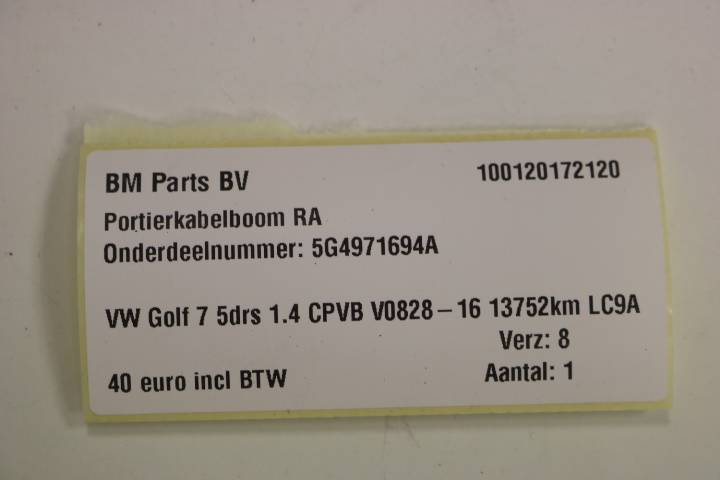 BM Parts BV 100120172120
Portierkabelboom RA
Onderdeelnummer: 5G4971694A
VW Golf 7 5drs 1.4 CPVB V0828-16 13752km LC9A
Verz: 8
40 euro incl BTW Aantal: 1